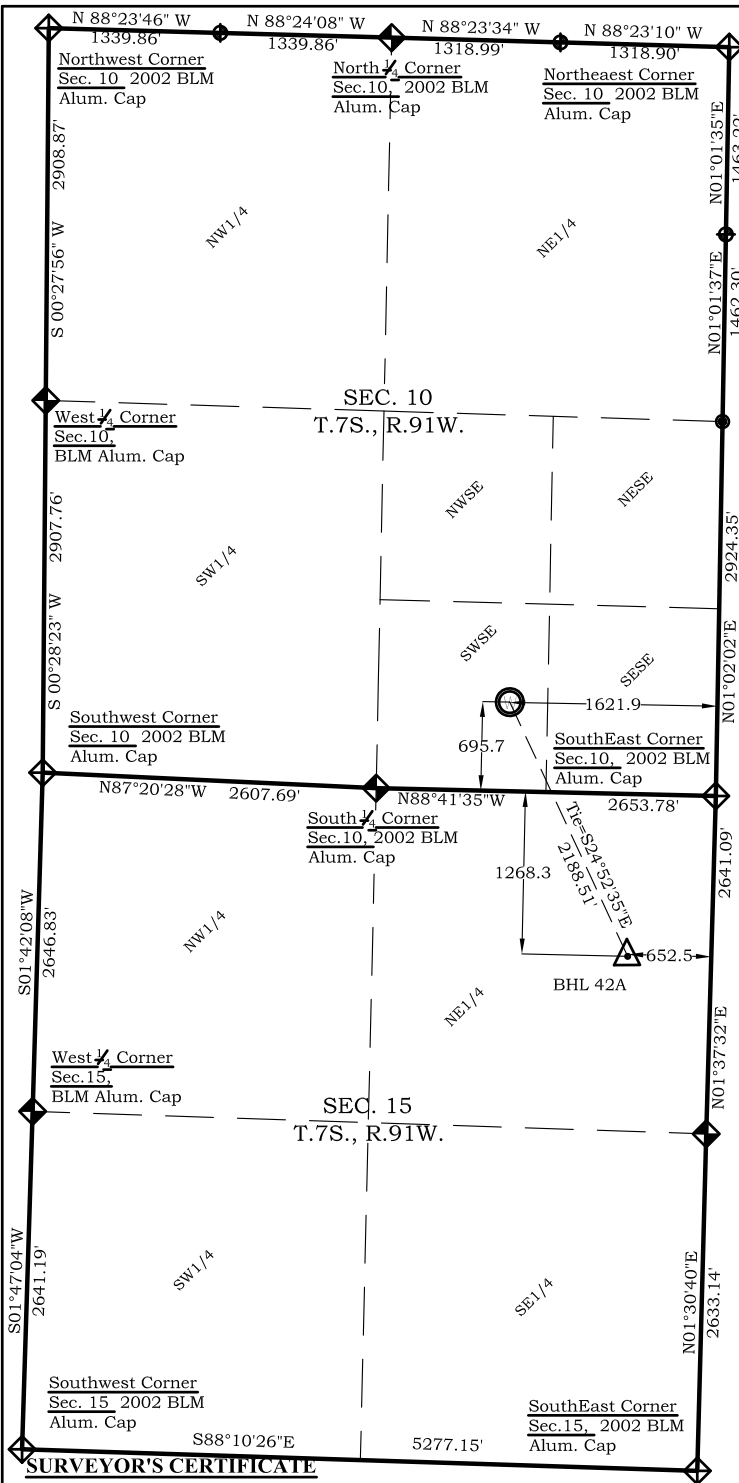 N 88°23'46" W
1339.86'
N 88°24'08" W
1339.86'
N 88°23'34" W
1318.99'
N 88°23'10" W
1318.90'
Northwest Corner
Sec. 10 2002 BLM
Alum. Cap
North 1/4 Corner
Sec.10, 2002 BLM
Alum. Cap
Northeaest Corner
Sec. 10 2002 BLM
Alum. Cap
2908.87'
S 00°27'56" W
N01°01'35"E
1463.22'
N01°01'37"E
1462.30'
NW1/4
NE1/4
SEC. 10
T.7S., R.91W.
West 1/4 Corner
Sec.10,
BLM Alum. Cap
2907.76'
S 00°28'23" W
NWSE
NESE
SW1/4
2924.35'
N01°02'02"E
SWSE
SESE
1621.9
695.7
Southwest Corner
Sec. 10 2002 BLM
Alum. Cap
SouthEast Corner
Sec.10, 2002 BLM
Alum. Cap
N87°20'28"W 2607.69'
N88°41'35"W 2653.78'
South 1/4 Corner
Sec.10, 2002 BLM
Alum. Cap
Tie=S24°52'35"E
2188.51'
1268.3
652.5
BHL 42A
2641.09'
N01°37'32"E
S01°42'08"W
2646.83'
NW1/4
NE1/4
West 1/4 Corner
Sec.15,
BLM Alum. Cap
SEC. 15
T.7S., R.91W.
S01°47'04"W
2641.19'
SW1/4
SE1/4
N01°30'40"E
2633.14'
Southwest Corner
Sec. 15 2002 BLM
Alum. Cap
SouthEast Corner
Sec.15, 2002 BLM
Alum. Cap
S88°10'26"E 5277.15'
SURVEYOR'S CERTIFICATE